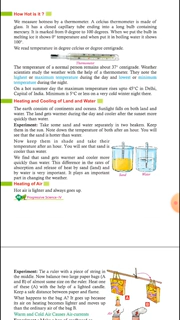 How Hot is it ?
We measure hotness by a thermometer. A calcium thermometer is made of
glass. It has a closed capillary tube ending into a long bulb containing
mercury. It is marked from 0 degree to 100 degrees. When we put the bulb in
melting ice it shows 0° temperature and when put it in boiling water it shows
100°.
We read temperature in degree celcius or degree centigrade.
Thermometer
The temperature of a normal person remains about 37° centigrade. Weather
scientists study the weather with the help of a thermometer. They note the
highest or maximum temperature during the day and lowest or minimum
temperature during the night.
On a hot summer day the maximum temperature rises upto 45°C in Delhi,
Capital of India. Minimum is 5°C or less on a very cold winter night there.
Heating and Cooling of Land and Water
The earth consists of continents and oceans. Sunlight falls on both land and
water. The land gets warmer during the day and cooler after the sunset more
quickly than water.
Experiment: Take some sand and water separately in two beakers. Keep
them in the sun. Note down the temperature of both after an hour. You will
see that the sand is hotter than water.
Now keep them in shade and take their
temperature after an hour. You will see that sand is
cooler than water.
We find that sand gets warmer and cooler more
quickly than water. This difference in the rates of
absorption and release of heat by sand (land) and
by water is very important. It plays an important
part in changing the weather.
Sand
Water
Heating of Air
Hot air is lighter and always goes up
Experiment: Tie a ruler with a piece of string in
the middle. Now balance two large paper bags (A
and B) of almost same size on the ruler. Heat one
of these (A) with the help of a lighted candle.
Keep a safe distance between paper and flame.
What happens to the bag A? It goes up because
its air on heating becomes lighter and moves up
than the ordinary air of the bag B.
Warm and Cold Air Causes Air-currents
A
B